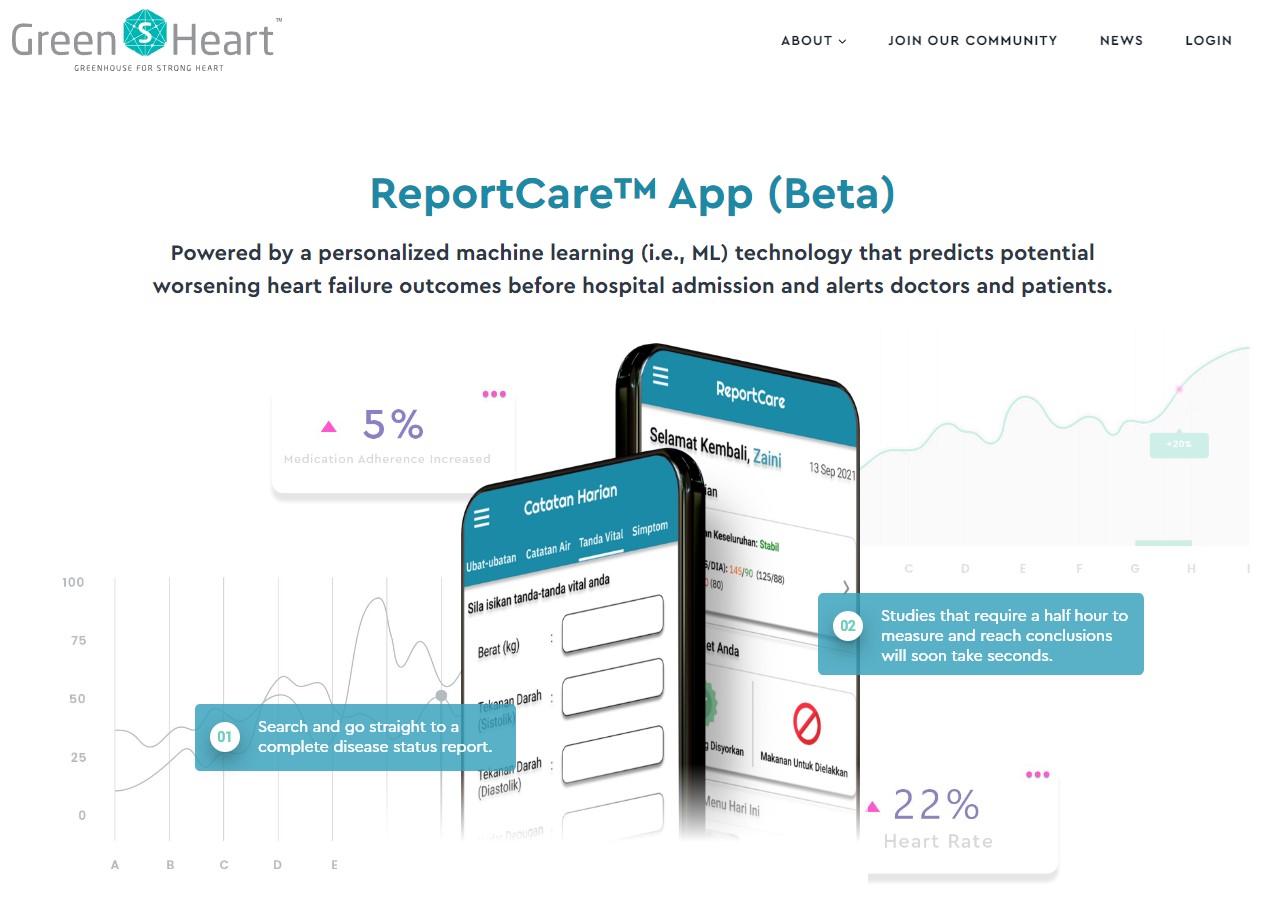 Green S Heart™
GREENHOUSE FOR STRONG HEART
ABOUT
JOIN OUR COMMUNITY
NEWS
LOGIN
ReportCare™ App (Beta)
Powered by a personalized machine learning (i.e., ML) technology that predicts potential
worsening heart failure outcomes before hospital admission and alerts doctors and patients.
5%
Medication Adherence Increased
ReportCare
Selamat Kembali, Zaini
13 Sep 2021
Keseluruhan: Stabil
/DIA): 145/90 (125/88)
(80)
Anda
Disyorkan
Makanan Untuk Dielakkan
Menu Hari Ini
Catatan Harian
Ubat-ubatan
Catatan Air
Tanda Vital
Simptom
Sila isikan tanda-tanda vital anda
Berat (kg) :
Tekanan Darah :
(Sistolik)
Tekanan Darah :
(Diastolik)
+20%
C D E F G H I
100
75
50
25
0
A B C D E
01
Search and go straight to a
complete disease status report.
02
Studies that require a half hour to
measure and reach conclusions
will soon take seconds.
22%
Heart Rate